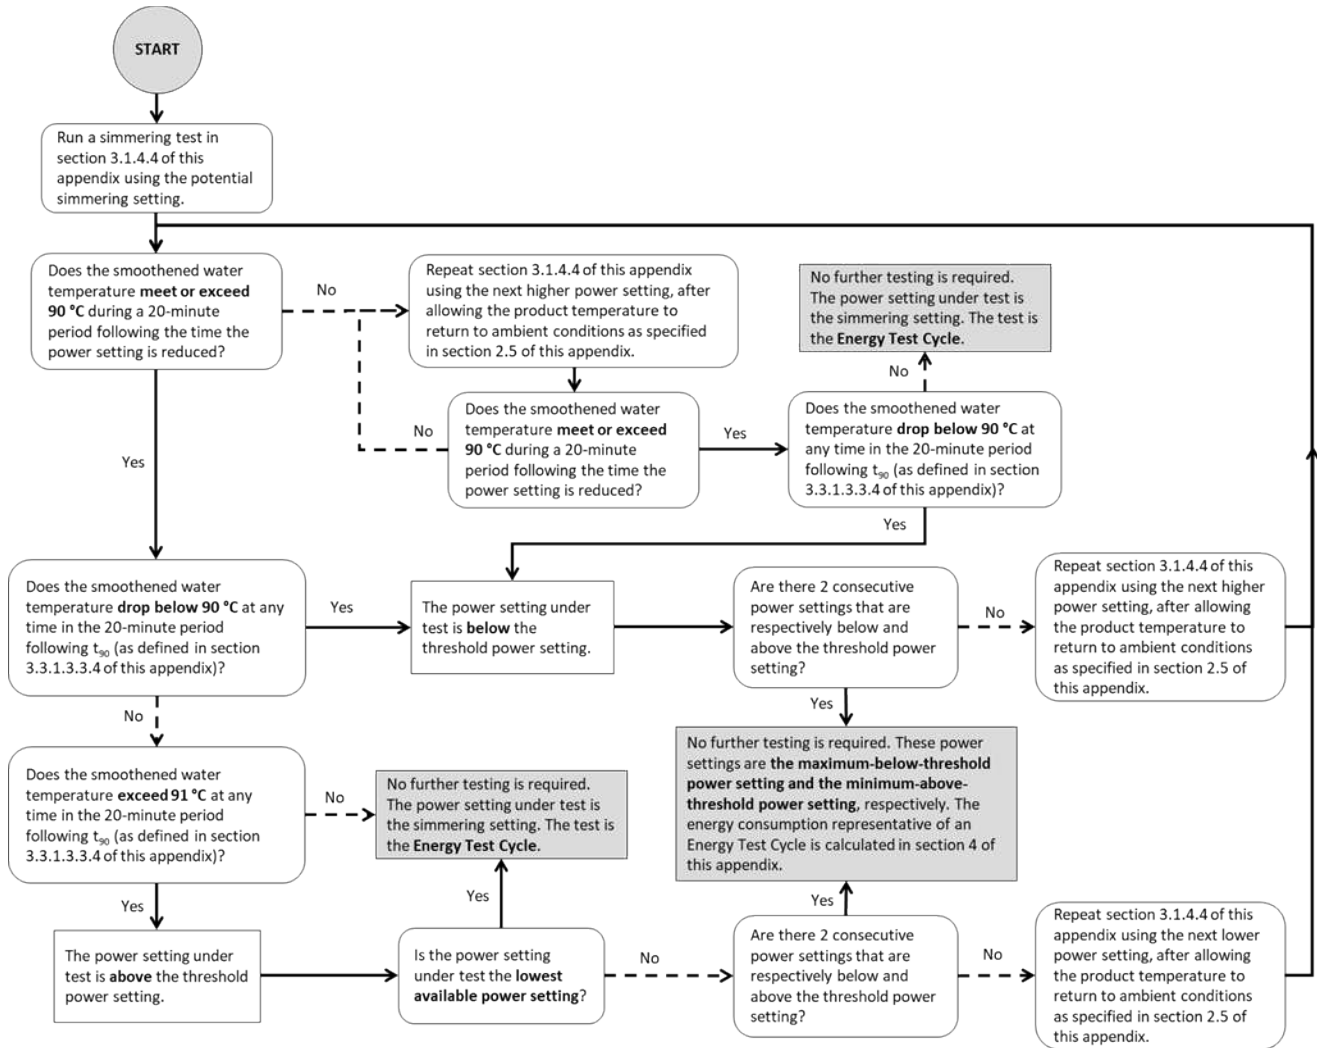 START
Run a simmering test in
section 3.1.4.4 of this
appendix using the potential
simmering setting.
Does the smoothened water
temperature meet or exceed
90 °C during a 20-minute
period following the time the
power setting is reduced?
No
Repeat section 3.1.4.4 of this appendix
using the next higher power setting, after
allowing the product temperature to
return to ambient conditions as specified
in section 2.5 of this appendix.
No further testing is required.
The power setting under test is
the simmering setting. The test is
the Energy Test Cycle.
No
Does the smoothened water
temperature meet or exceed
90 °C during a 20-minute
period following the time the
power setting is reduced?
No
Yes
Does the smoothened water
temperature drop below 90 °C at
any time in the 20-minute period
following t90 (as defined in section
3.3.1.3.3.4 of this appendix)?
Yes
Yes
Does the smoothened water
temperature drop below 90 °C at any
time in the 20-minute period
following t90 (as defined in section
3.3.1.3.3.4 of this appendix)?
Yes
The power setting under
test is below the
threshold power setting.
Are there 2 consecutive
power settings that are
respectively below and
above the threshold power
setting?
No
Repeat section 3.1.4.4 of this
appendix using the next higher
power setting, after allowing
the product temperature to
return to ambient conditions
as specified in section 2.5 of
this appendix.
No
Yes
Does the smoothened water
temperature exceed 91 °C at any
time in the 20-minute period
following t90 (as defined in section
3.3.1.3.3.4 of this appendix)?
No
No further testing is required.
The power setting under test is
the simmering setting. The test is
the Energy Test Cycle.
No further testing is required. These power
settings are the maximum-below-threshold
power setting and the minimum-above-
threshold power setting, respectively. The
energy consumption representative of an
Energy Test Cycle is calculated in section 4 of
this appendix.
Yes
Yes
Yes
The power setting under
test is above the threshold
power setting.
Is the power setting
under test the lowest
available power setting?
No
Are there 2 consecutive
power settings that are
respectively below and
above the threshold power
setting?
No
Repeat section 3.1.4.4 of this
appendix using the next lower
power setting, after allowing
the product temperature to
return to ambient conditions
as specified in section 2.5 of
this appendix.